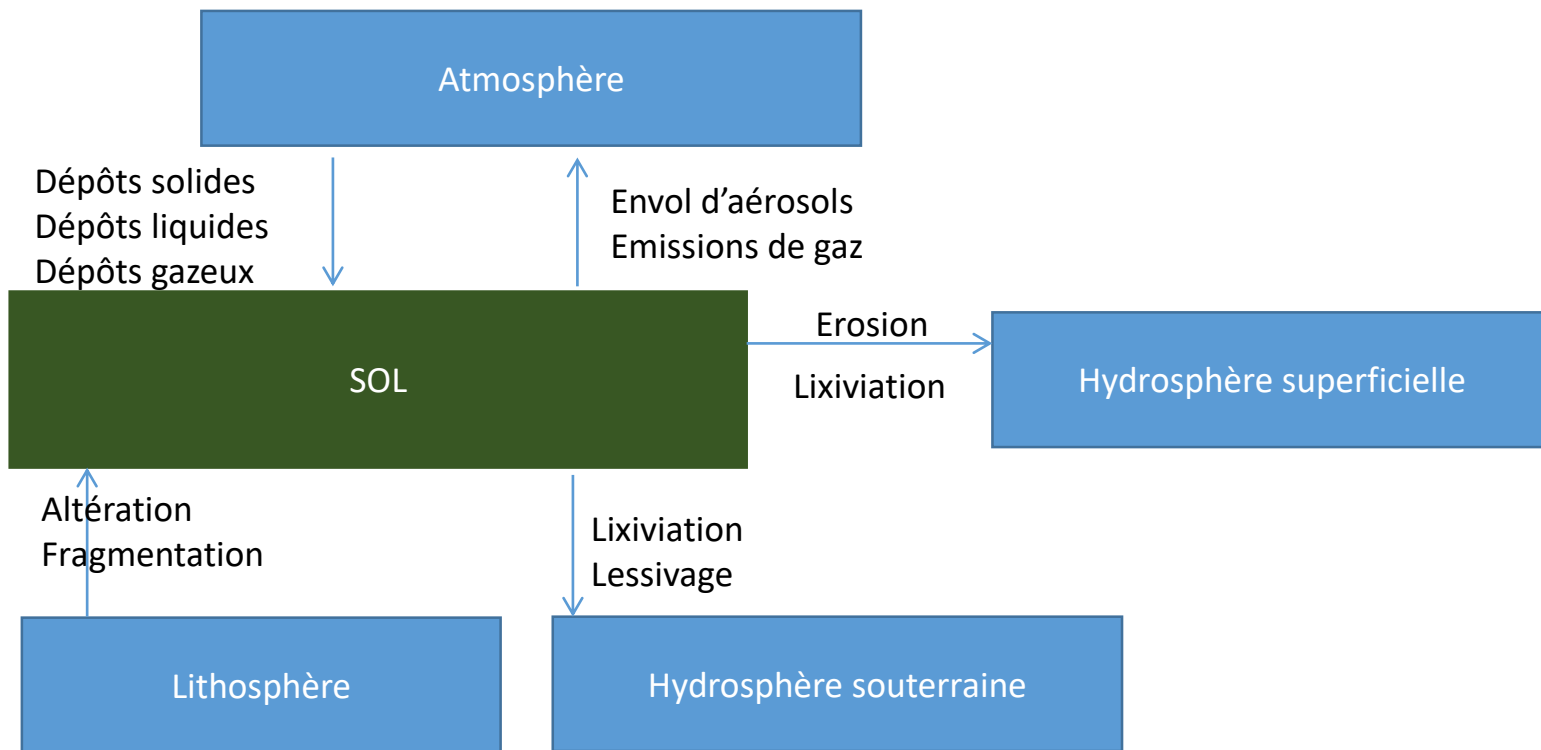 Atmosphère
Dépôts solides
Dépôts liquides
Dépôts gazeux
Envol d’aérosols
Emissions de gaz
SOL
Erosion
Lixiviation
Hydrosphère superficielle
Altération
Fragmentation
Lixiviation
Lessivage
Lithosphère
Hydrosphère souterraine